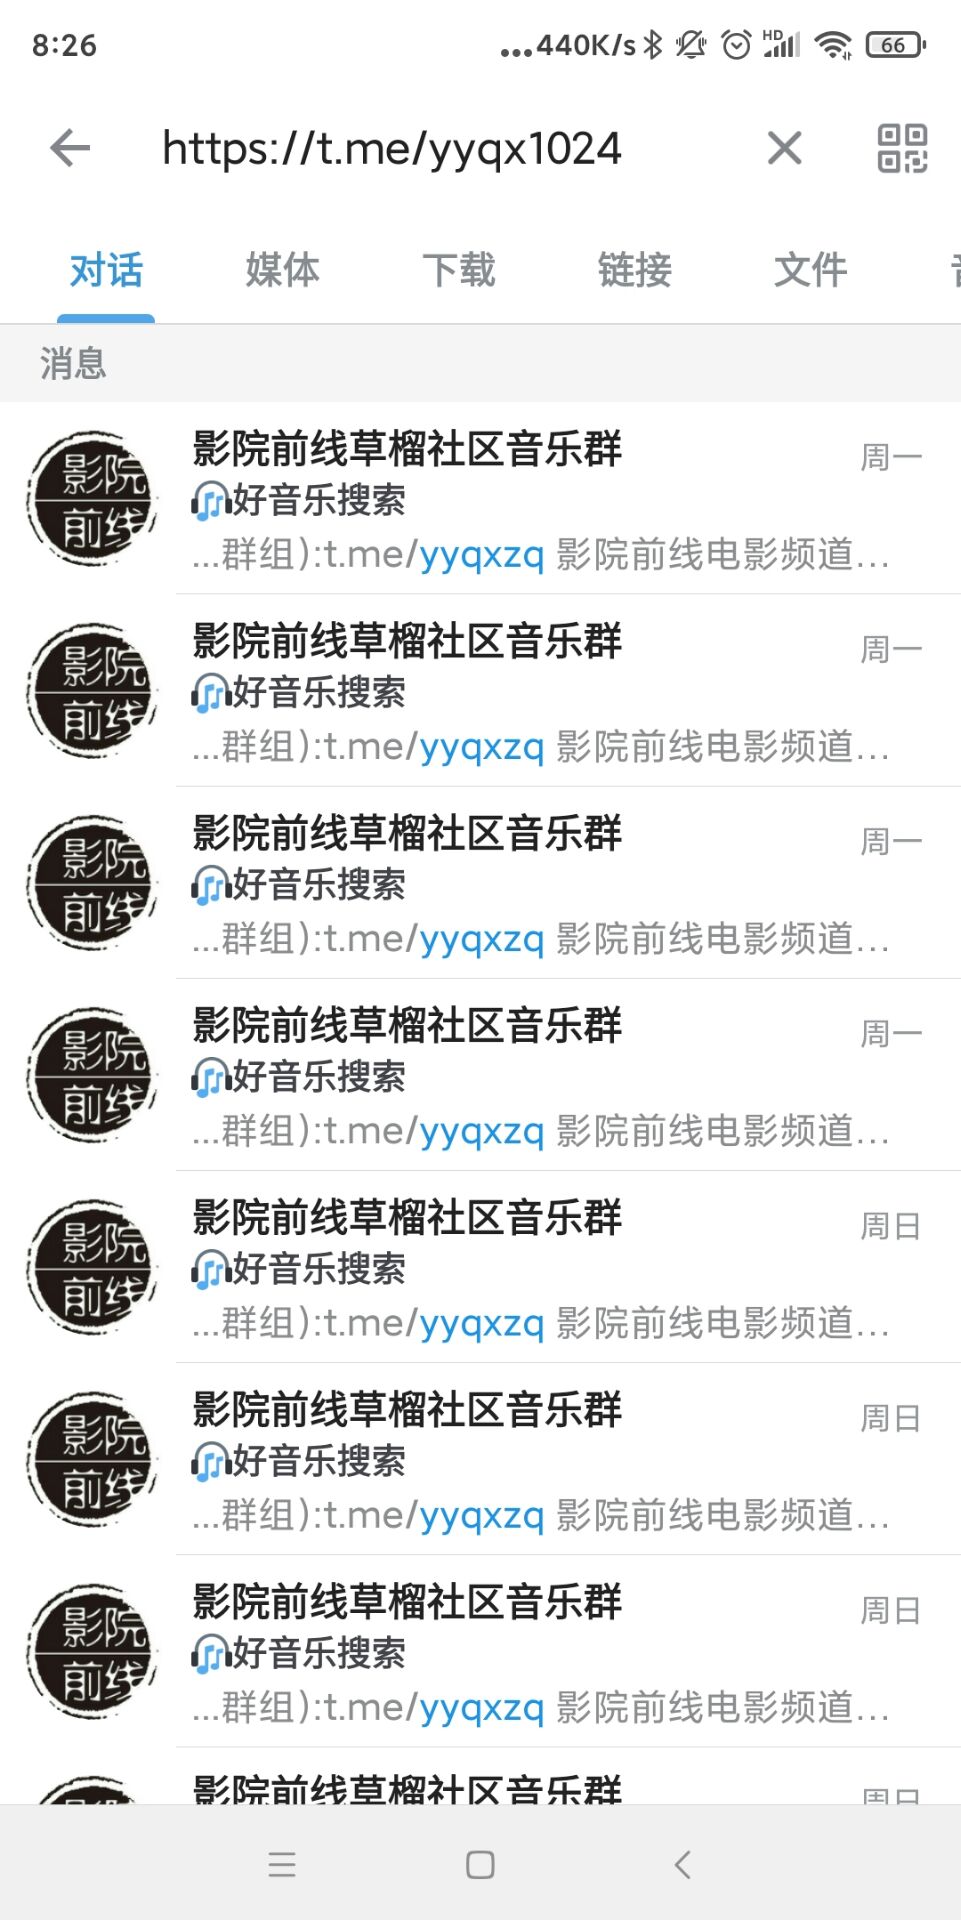 8:26
...440K/s HD 66
https://t.me/yyqx1024
对话 媒体 下载 链接 文件
消息
影院前线
影院前线草榴社区音乐群 周一
🎧好音乐搜索
...群组):t.me/yyqxzq 影院前线电影频道...
影院前线
影院前线草榴社区音乐群 周一
🎧好音乐搜索
...群组):t.me/yyqxzq 影院前线电影频道...
影院前线
影院前线草榴社区音乐群 周一
🎧好音乐搜索
...群组):t.me/yyqxzq 影院前线电影频道...
影院前线
影院前线草榴社区音乐群 周一
🎧好音乐搜索
...群组):t.me/yyqxzq 影院前线电影频道...
影院前线
影院前线草榴社区音乐群 周日
🎧好音乐搜索
...群组):t.me/yyqxzq 影院前线电影频道...
影院前线
影院前线草榴社区音乐群 周日
🎧好音乐搜索
...群组):t.me/yyqxzq 影院前线电影频道...
影院前线
影院前线草榴社区音乐群 周日
🎧好音乐搜索
...群组):t.me/yyqxzq 影院前线电影频道...
影院前线草榴社区音乐群 周日